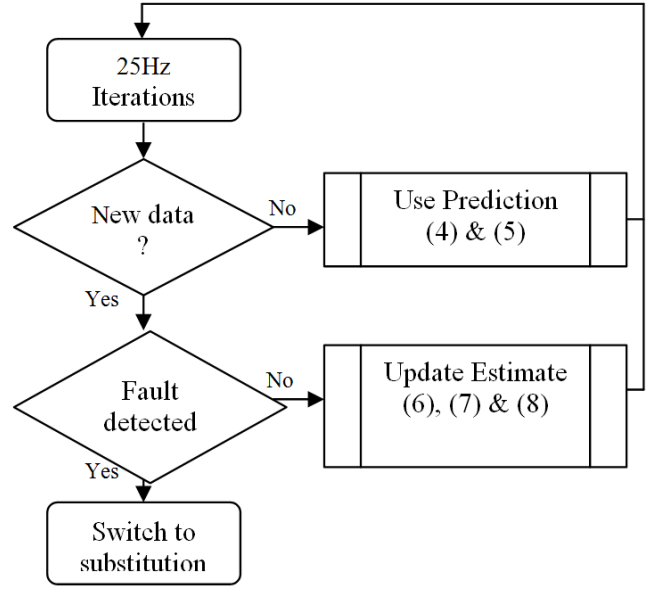 25Hz
Iterations
New data
?
No
Use Prediction
(4) & (5)
Yes
Fault
detected
No
Update Estimate
(6), (7) & (8)
Yes
Switch to
substitution